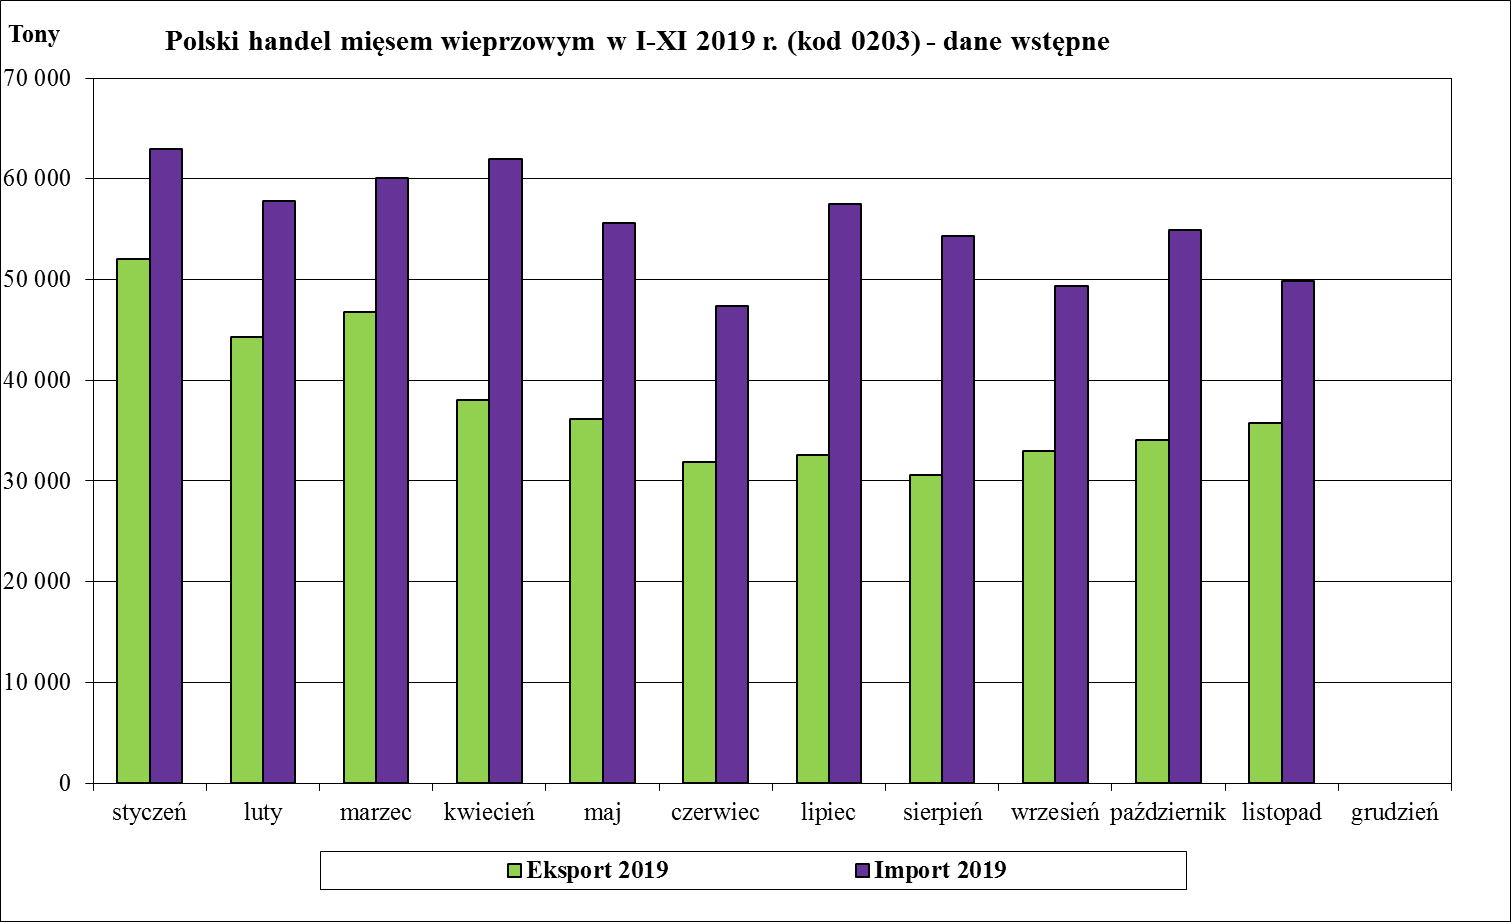 Tony
Polski handel mięsem wieprzowym w I-XI 2019 r. (kod 0203) - dane wstępne
70 000
60 000
50 000
40 000
30 000
20 000
10 000
0
styczeń luty marzec kwiecień maj czerwiec lipiec sierpień wrzesień październik listopad grudzień
Eksport 2019 Import 2019